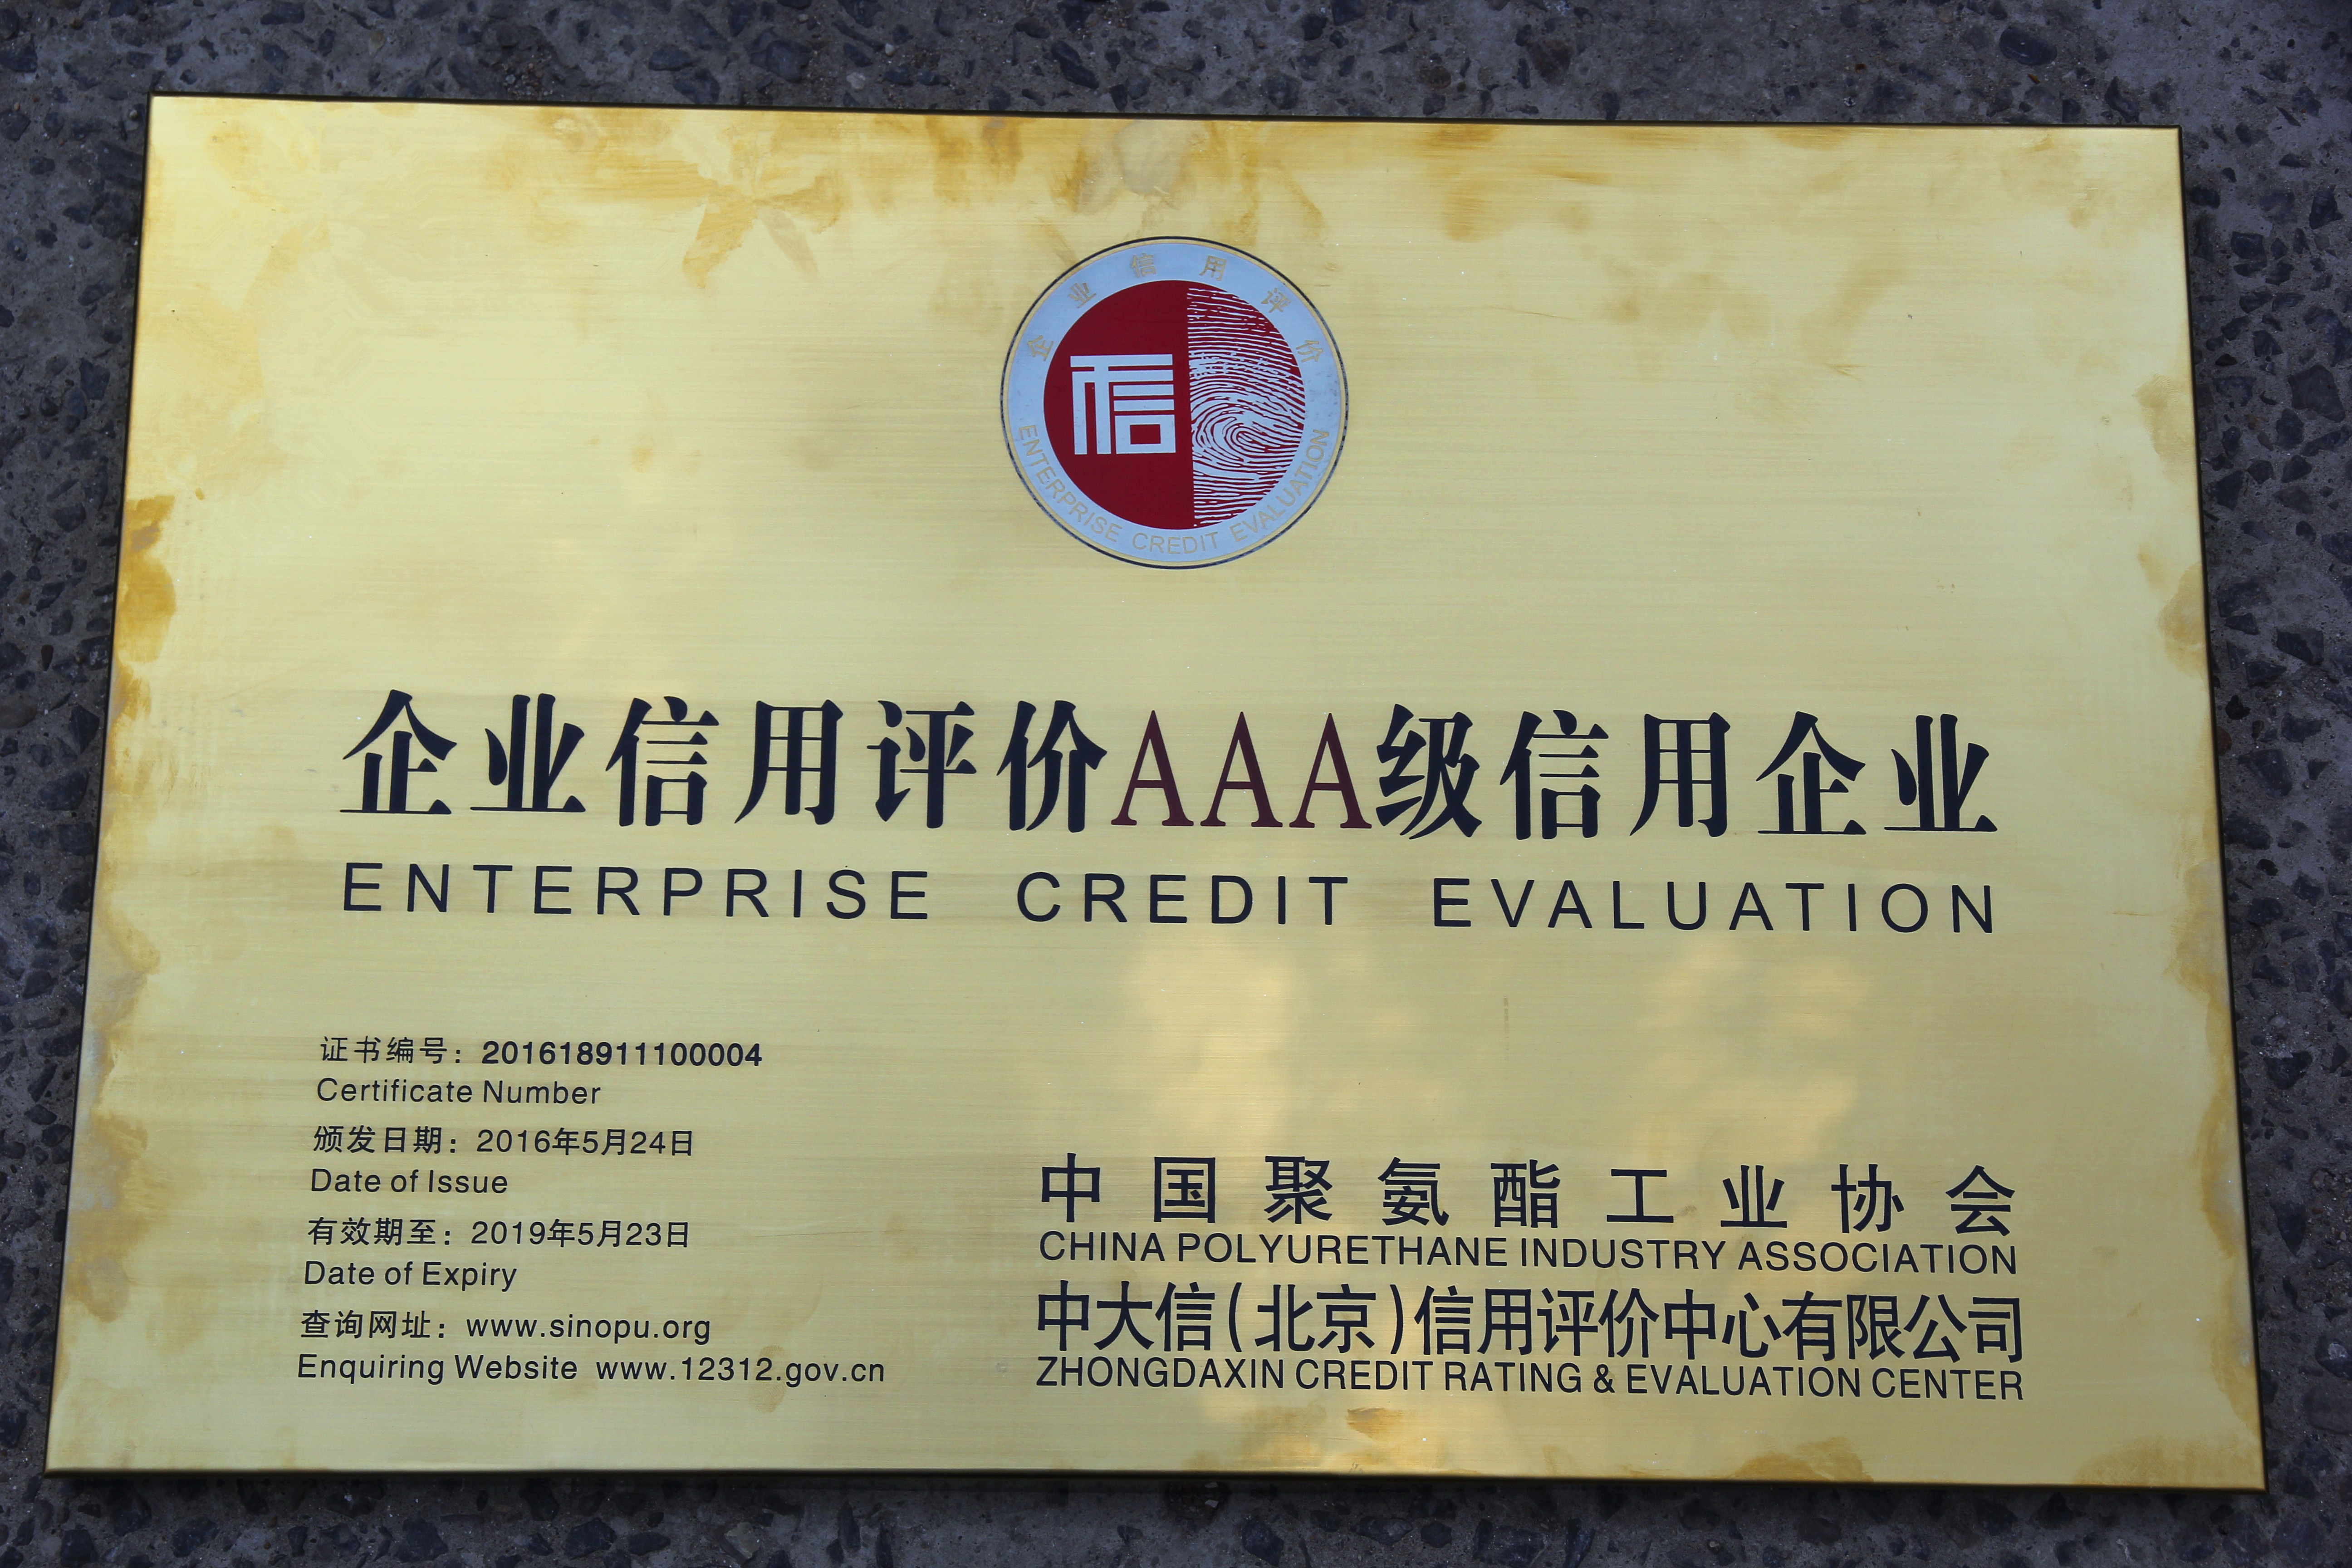 企业信用评价
信
ENTERPRISE CREDIT EVALUATION
企业信用评价AAA级信用企业
ENTERPRISE CREDIT EVALUATION
证书编号：201618911100004
Certificate Number
颁发日期：2016年5月24日
Date of Issue
有效期至：2019年5月23日
Date of Expiry
查询网址：www.sinopu.org
Enquiring Website www.12312.gov.cn
中国聚氨酯工业协会
CHINA POLYURETHANE INDUSTRY ASSOCIATION
中大信(北京)信用评价中心有限公司
ZHONGDAXIN CREDIT RATING & EVALUATION CENTER